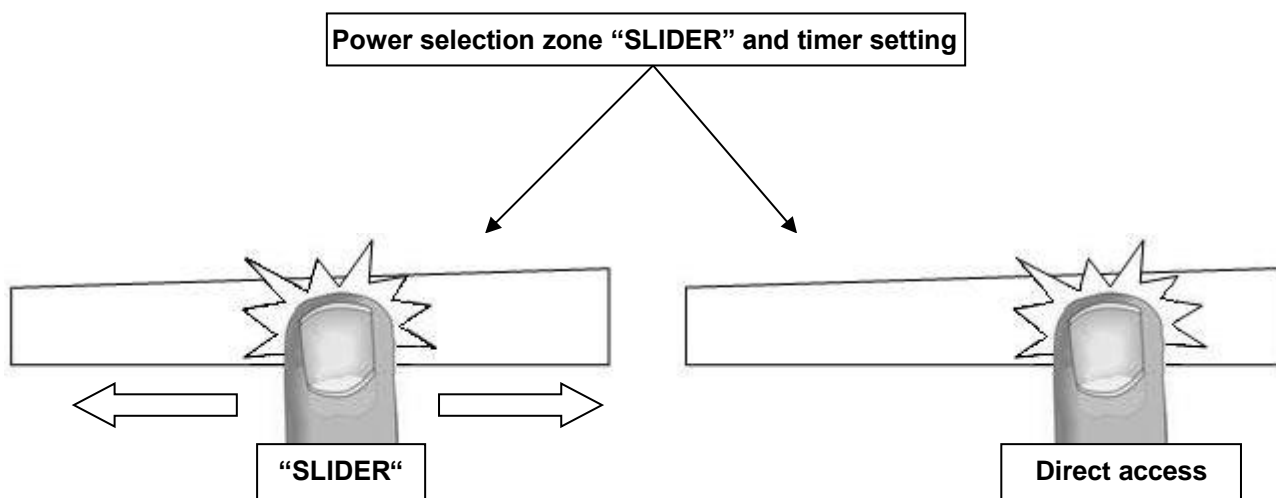 Power selection zone “SLIDER” and timer setting
“SLIDER“
Direct access